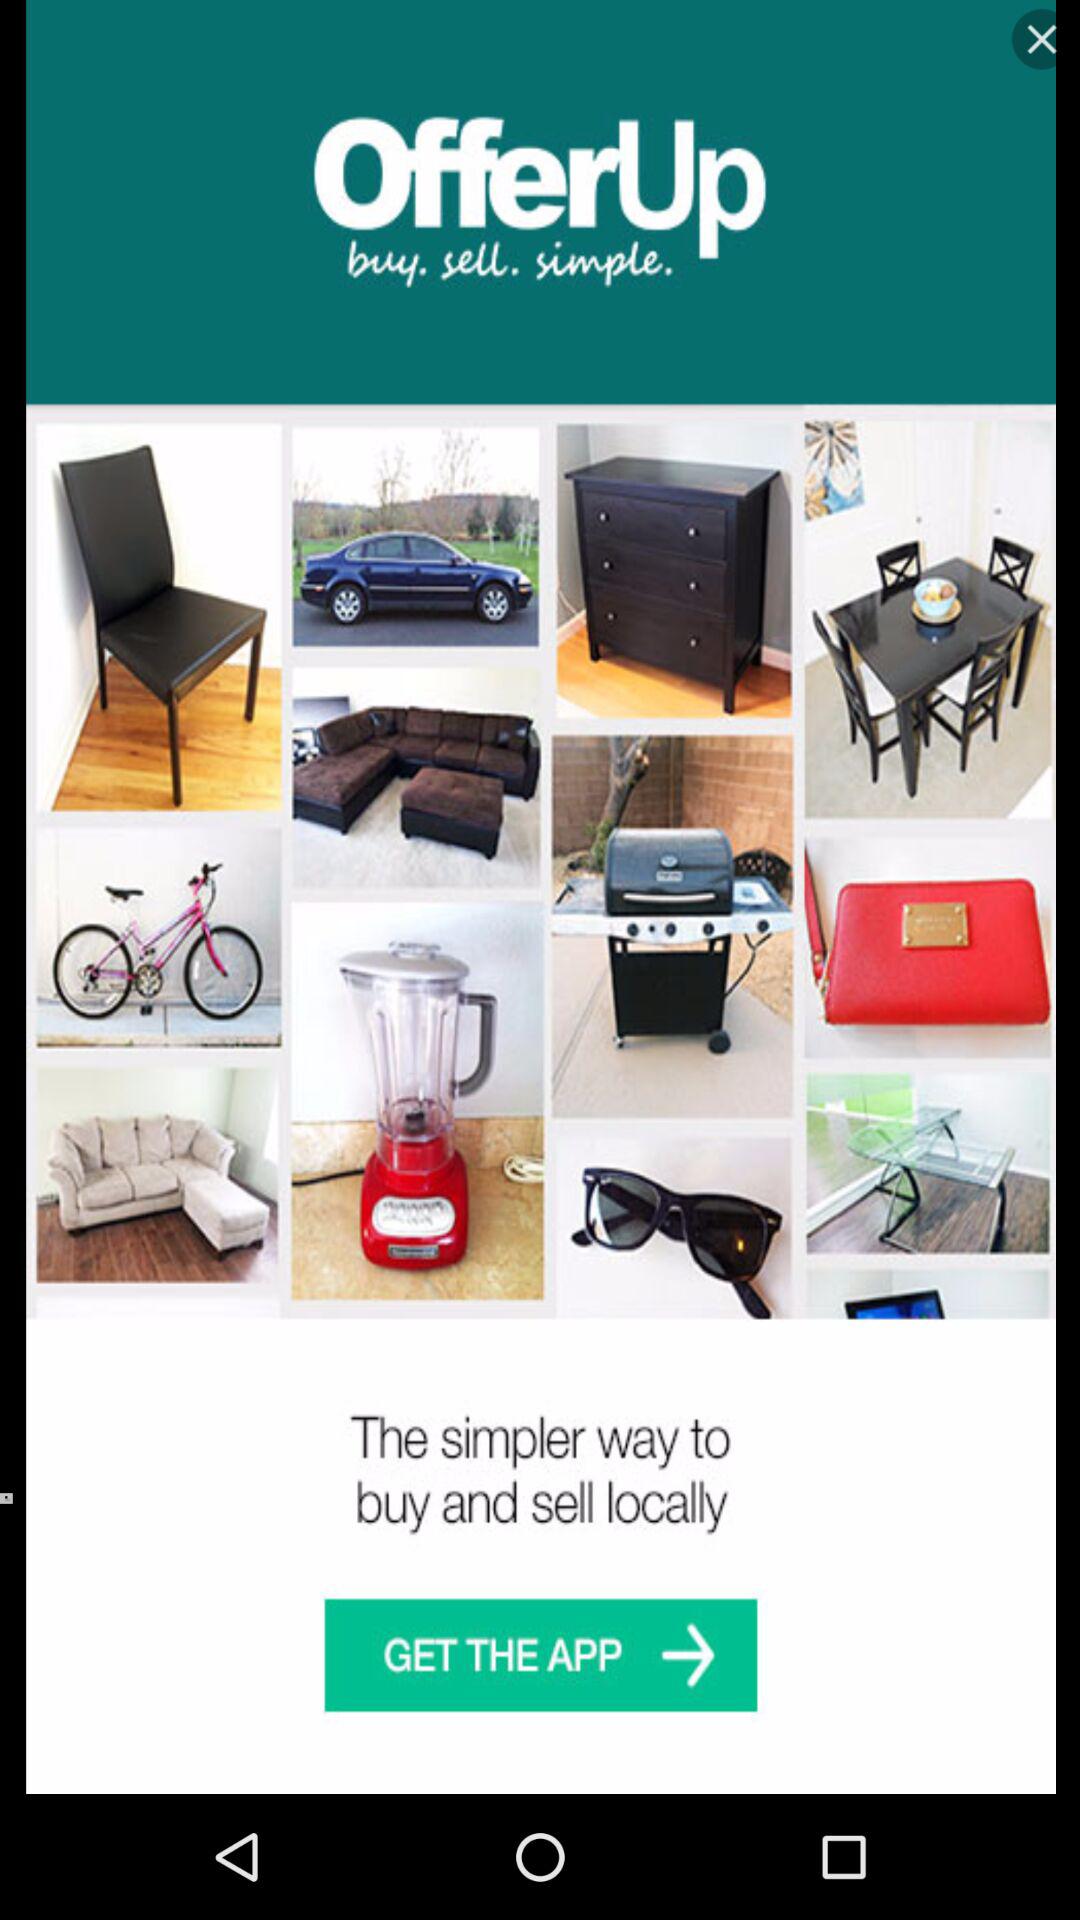 OfferUp
buy. sell. simple.
The simpler way to
buy and sell locally
GET THE APP